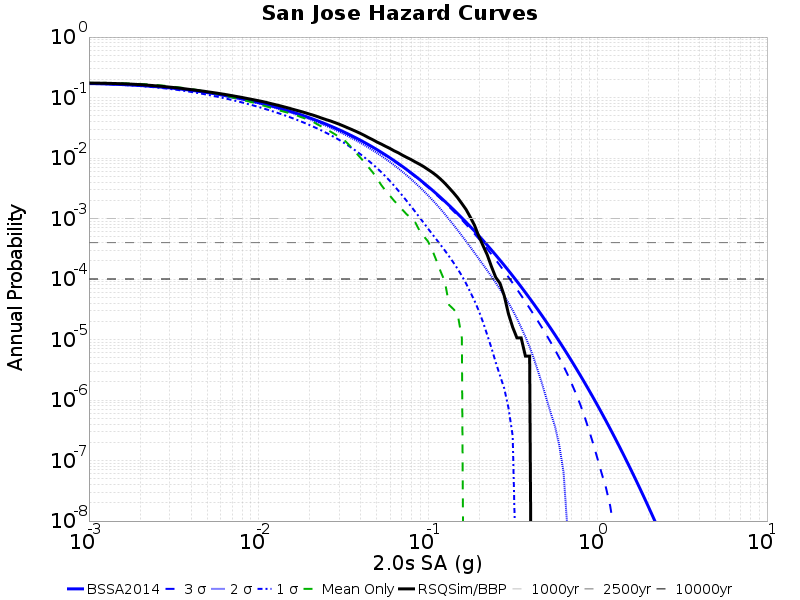 San Jose Hazard Curves
Annual Probability
10^0
10^-1
10^-2
10^-3
10^-4
10^-5
10^-6
10^-7
10^-8
10^-3 10^-2 10^-1 10^0 10^1
2.0s SA (g)
BSSA2014 3 σ 2 σ 1 σ Mean Only RSQSim/BBP 1000yr 2500yr 10000yr